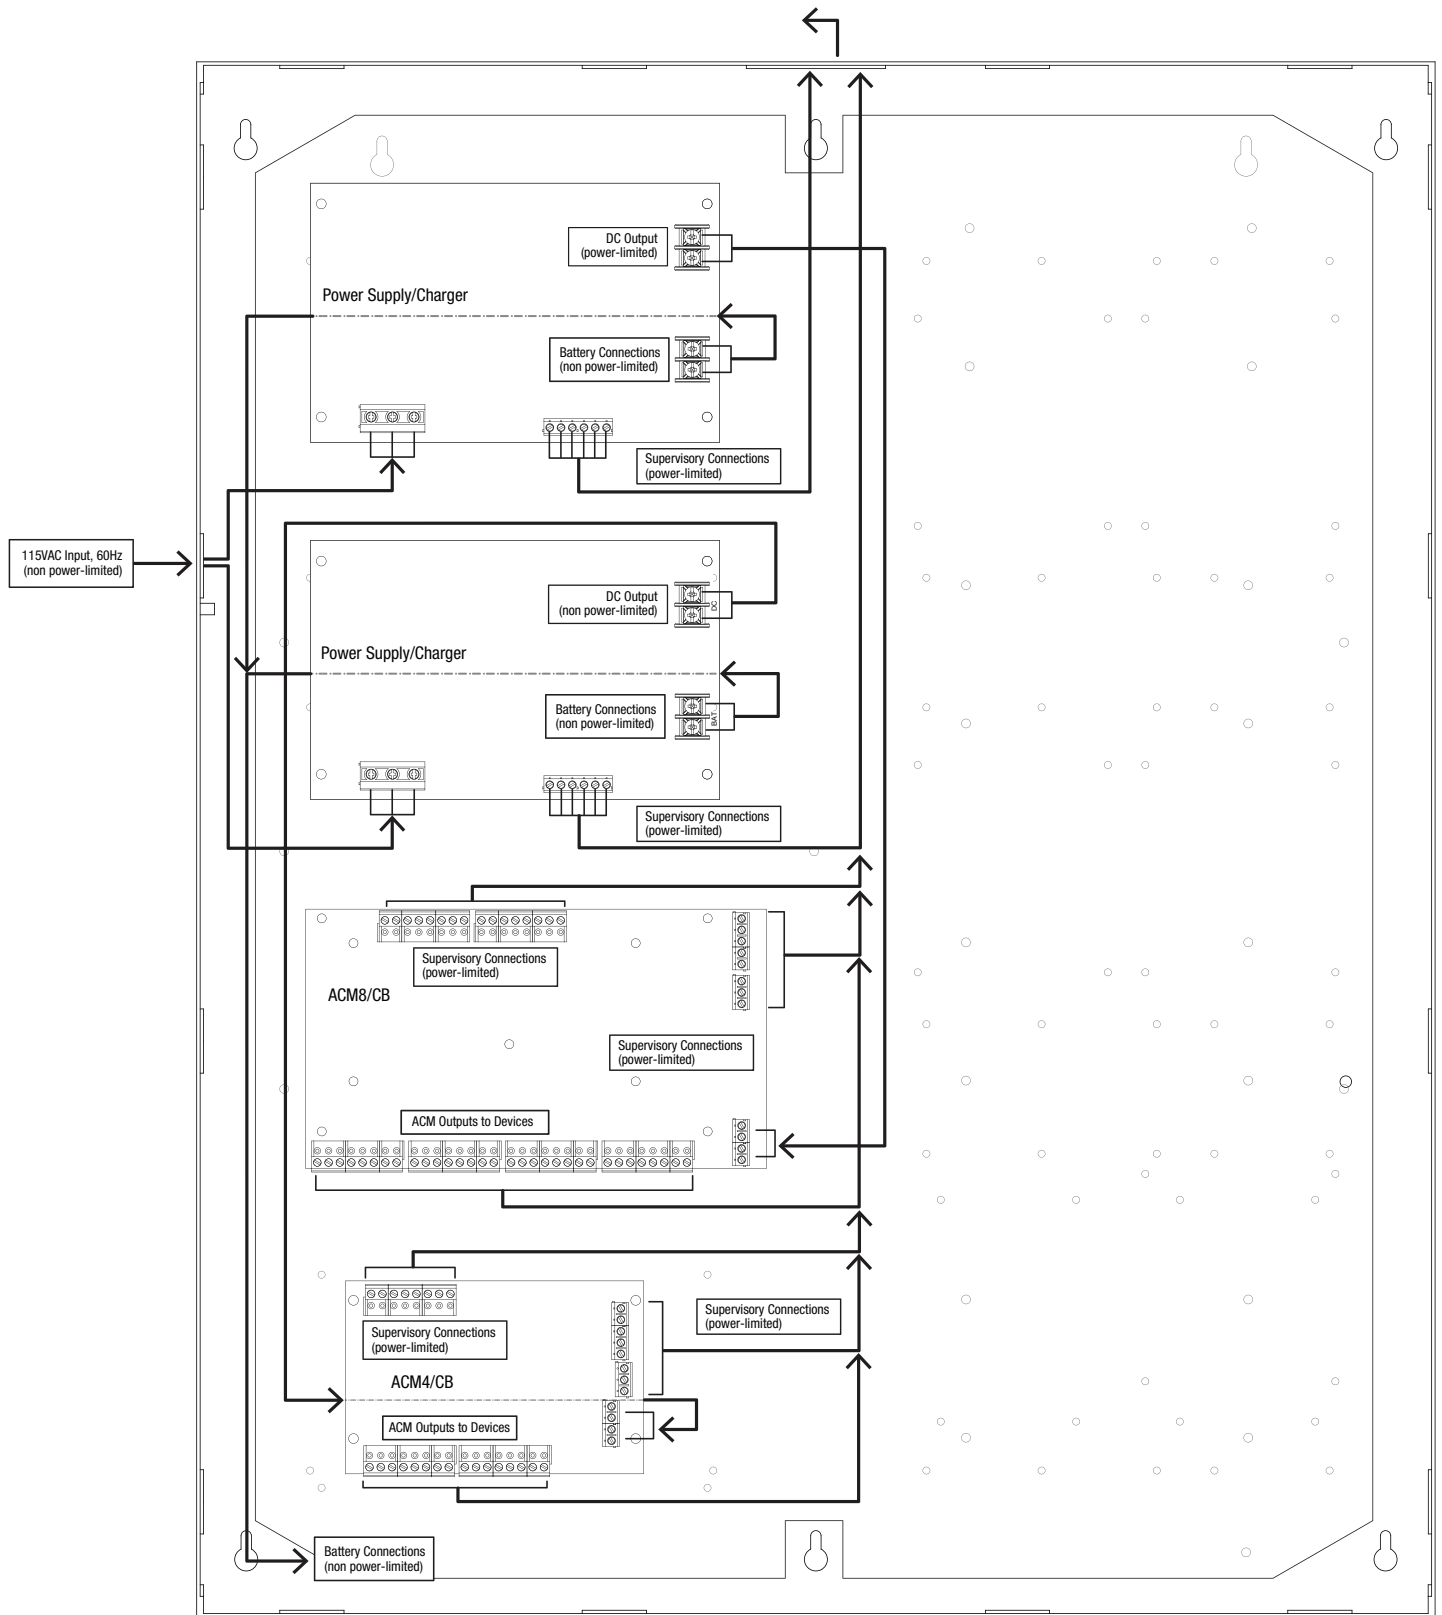 DC Output
(power-limited)
Power Supply/Charger
Battery Connections
(non power-limited)
Supervisory Connections
(power-limited)
115VAC Input, 60Hz
(non power-limited)
DC Output
(non power-limited)
DC
Power Supply/Charger
Battery Connections
(non power-limited)
BAT
Supervisory Connections
(power-limited)
Supervisory Connections
(power-limited)
ACM8/CB
Supervisory Connections
(power-limited)
ACM Outputs to Devices
Supervisory Connections
(power-limited)
Supervisory Connections
(power-limited)
ACM4/CB
ACM Outputs to Devices
Battery Connections
(non power-limited)